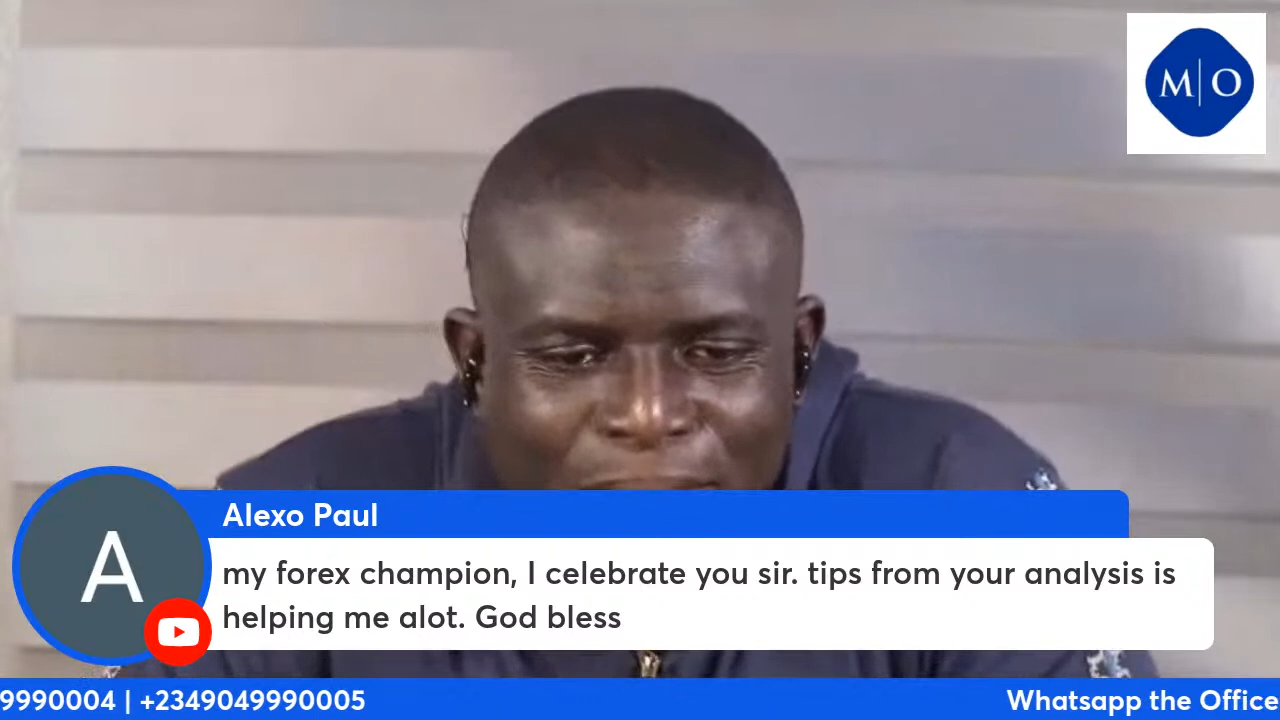 M|O
Alexo Paul
A
my forex champion, I celebrate you sir. tips from your analysis is
helping me alot. God bless
9990004 | +2349049990005
Whatsapp the Office